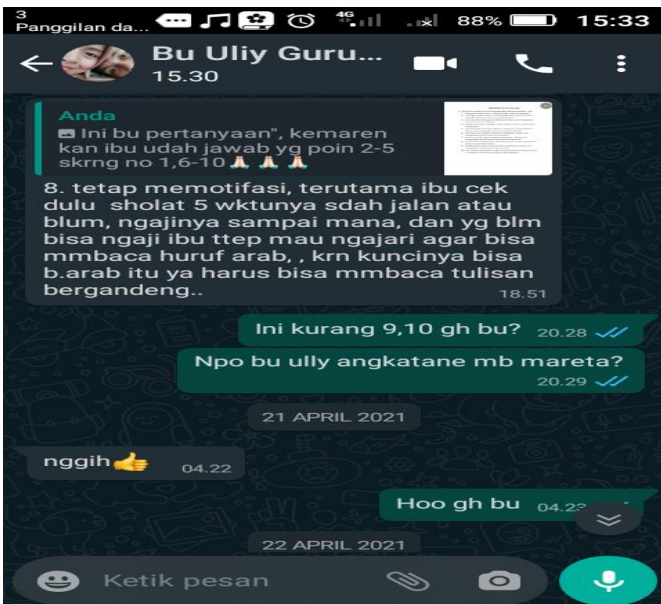 3
Panggilan da...
4G
88%
15:33
Bu Uliy Guru...
15.30
Anda
Ini bu pertanyaan", kemaren
kan ibu udah jawab yg poin 2-5
skrng no 1,6-10🙏🏻🙏🏻🙏🏻
8. tetap memotifasi, terutama ibu cek
dulu sholat 5 wktunya sdah jalan atau
blum, ngajinya sampai mana, dan yg blm
bisa ngaji ibu ttep mau ngajari agar bisa
mmbaca huruf arab, , krn kuncinya bisa
b.arab itu ya harus bisa mmbaca tulisan
bergandeng..
18.51
Ini kurang 9,10 gh bu? 20.28
Npo bu ully angkatane mb mareta?
20.29
21 APRIL 2021
nggih👍 04.22
Hoo gh bu 04.23
22 APRIL 2021
Ketik pesan